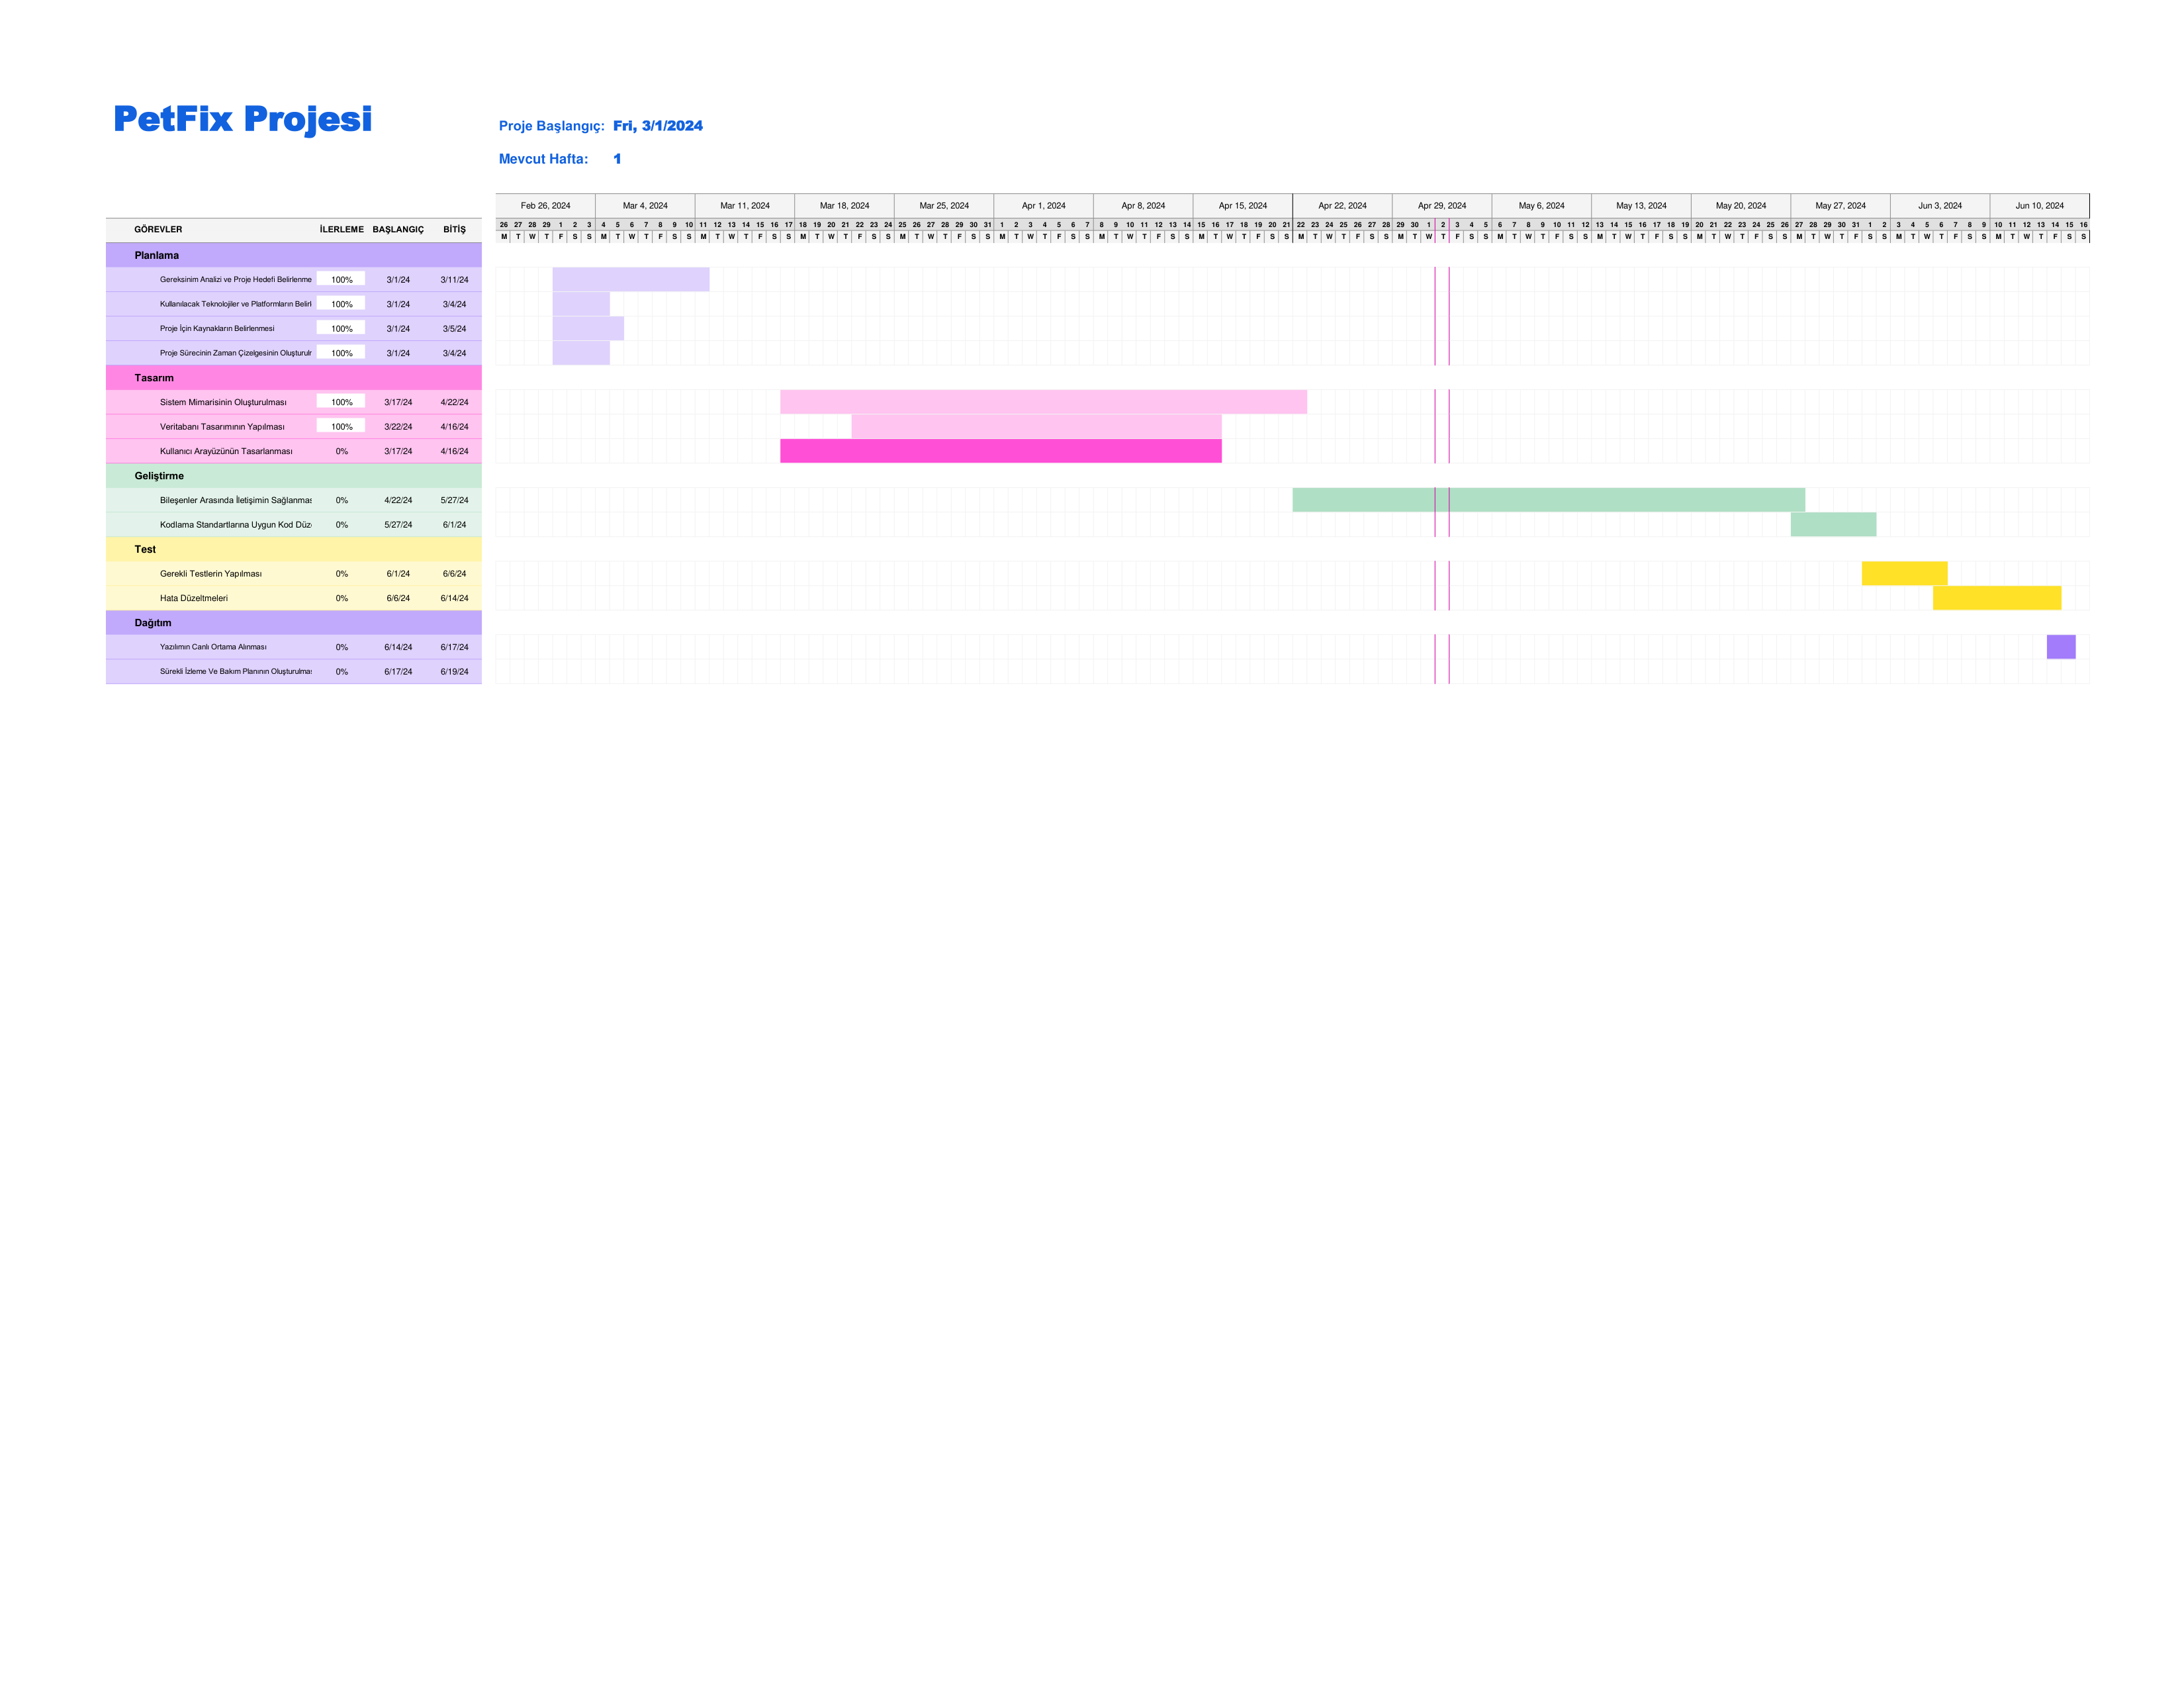 PetFix Projesi
Proje Başlangıç: Fri, 3/1/2024
Mevcut Hafta: 1
Feb 26, 2024 Mar 4, 2024 Mar 11, 2024 Mar 18, 2024 Mar 25, 2024 Apr 1, 2024 Apr 8, 2024 Apr 15, 2024 Apr 22, 2024 Apr 29, 2024 May 6, 2024 May 13, 2024 May 20, 2024 May 27, 2024 Jun 3, 2024 Jun 10, 2024
26 27 28 29 1 2 3 4 5 6 7 8 9 10 11 12 13 14 15 16 17 18 19 20 21 22 23 24 25 26 27 28 29 30 31 1 2 3 4 5 6 7 8 9 10 11 12 13 14 15 16 17 18 19 20 21 22 23 24 25 26 27 28 29 30 1 2 3 4 5 6 7 8 9 10 11 12 13 14 15 16 17 18 19 20 21 22 23 24 25 26 27 28 29 30 31 1 2 3 4 5 6 7 8 9 10 11 12 13 14 15 16
GÖREVLER İLERLEME BAŞLANGIÇ BİTİŞ
M T W T F S S M T W T F S S M T W T F S S M T W T F S S M T W T F S S M T W T F S S M T W T F S S M T W T F S S M T W T F S S M T W T F S S M T W T F S S M T W T F S S M T W T F S S M T W T F S S M T W T F S S M T W T F S S
Planlama
Gereksinim Analizi ve Proje Hedefi Belirlenme 100% 3/1/24 3/11/24
Kullanılacak Teknolojiler ve Platformların Belirl 100% 3/1/24 3/4/24
Proje İçin Kaynakların Belirlenmesi 100% 3/1/24 3/5/24
Proje Sürecinin Zaman Çizelgesinin Oluşturulr 100% 3/1/24 3/4/24
Tasarım
Sistem Mimarisinin Oluşturulması 100% 3/17/24 4/22/24
Veritabanı Tasarımının Yapılması 100% 3/22/24 4/16/24
Kullanıcı Arayüzünün Tasarlanması 0% 3/17/24 4/16/24
Geliştirme
Bileşenler Arasında İletişimin Sağlanmas 0% 4/22/24 5/27/24
Kodlama Standartlarına Uygun Kod Düz 0% 5/27/24 6/1/24
Test
Gerekli Testlerin Yapılması 0% 6/1/24 6/6/24
Hata Düzeltmeleri 0% 6/6/24 6/14/24
Dağıtım
Yazılımın Canlı Ortama Alınması 0% 6/14/24 6/17/24
Sürekli İzleme Ve Bakım Planının Oluşturulmas 0% 6/17/24 6/19/24